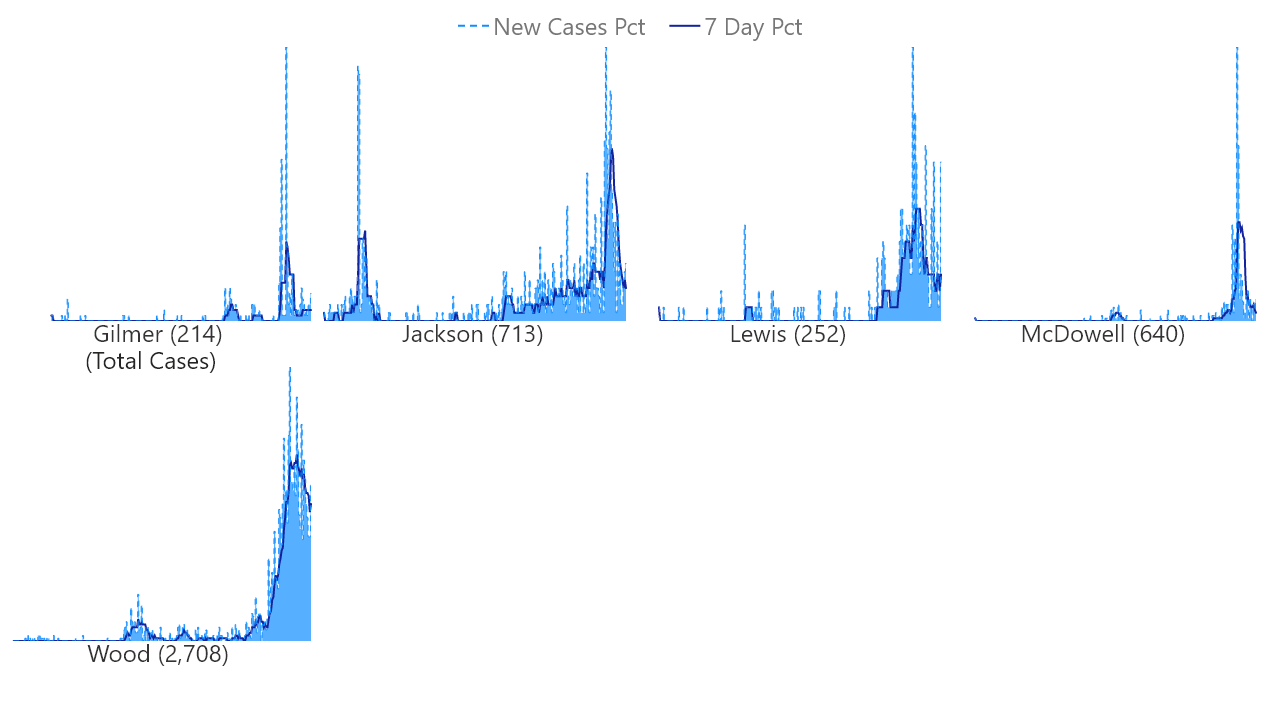 New Cases Pct 7 Day Pct
Gilmer (214)
(Total Cases)
Jackson (713)
Lewis (252)
McDowell (640)
Wood (2,708)